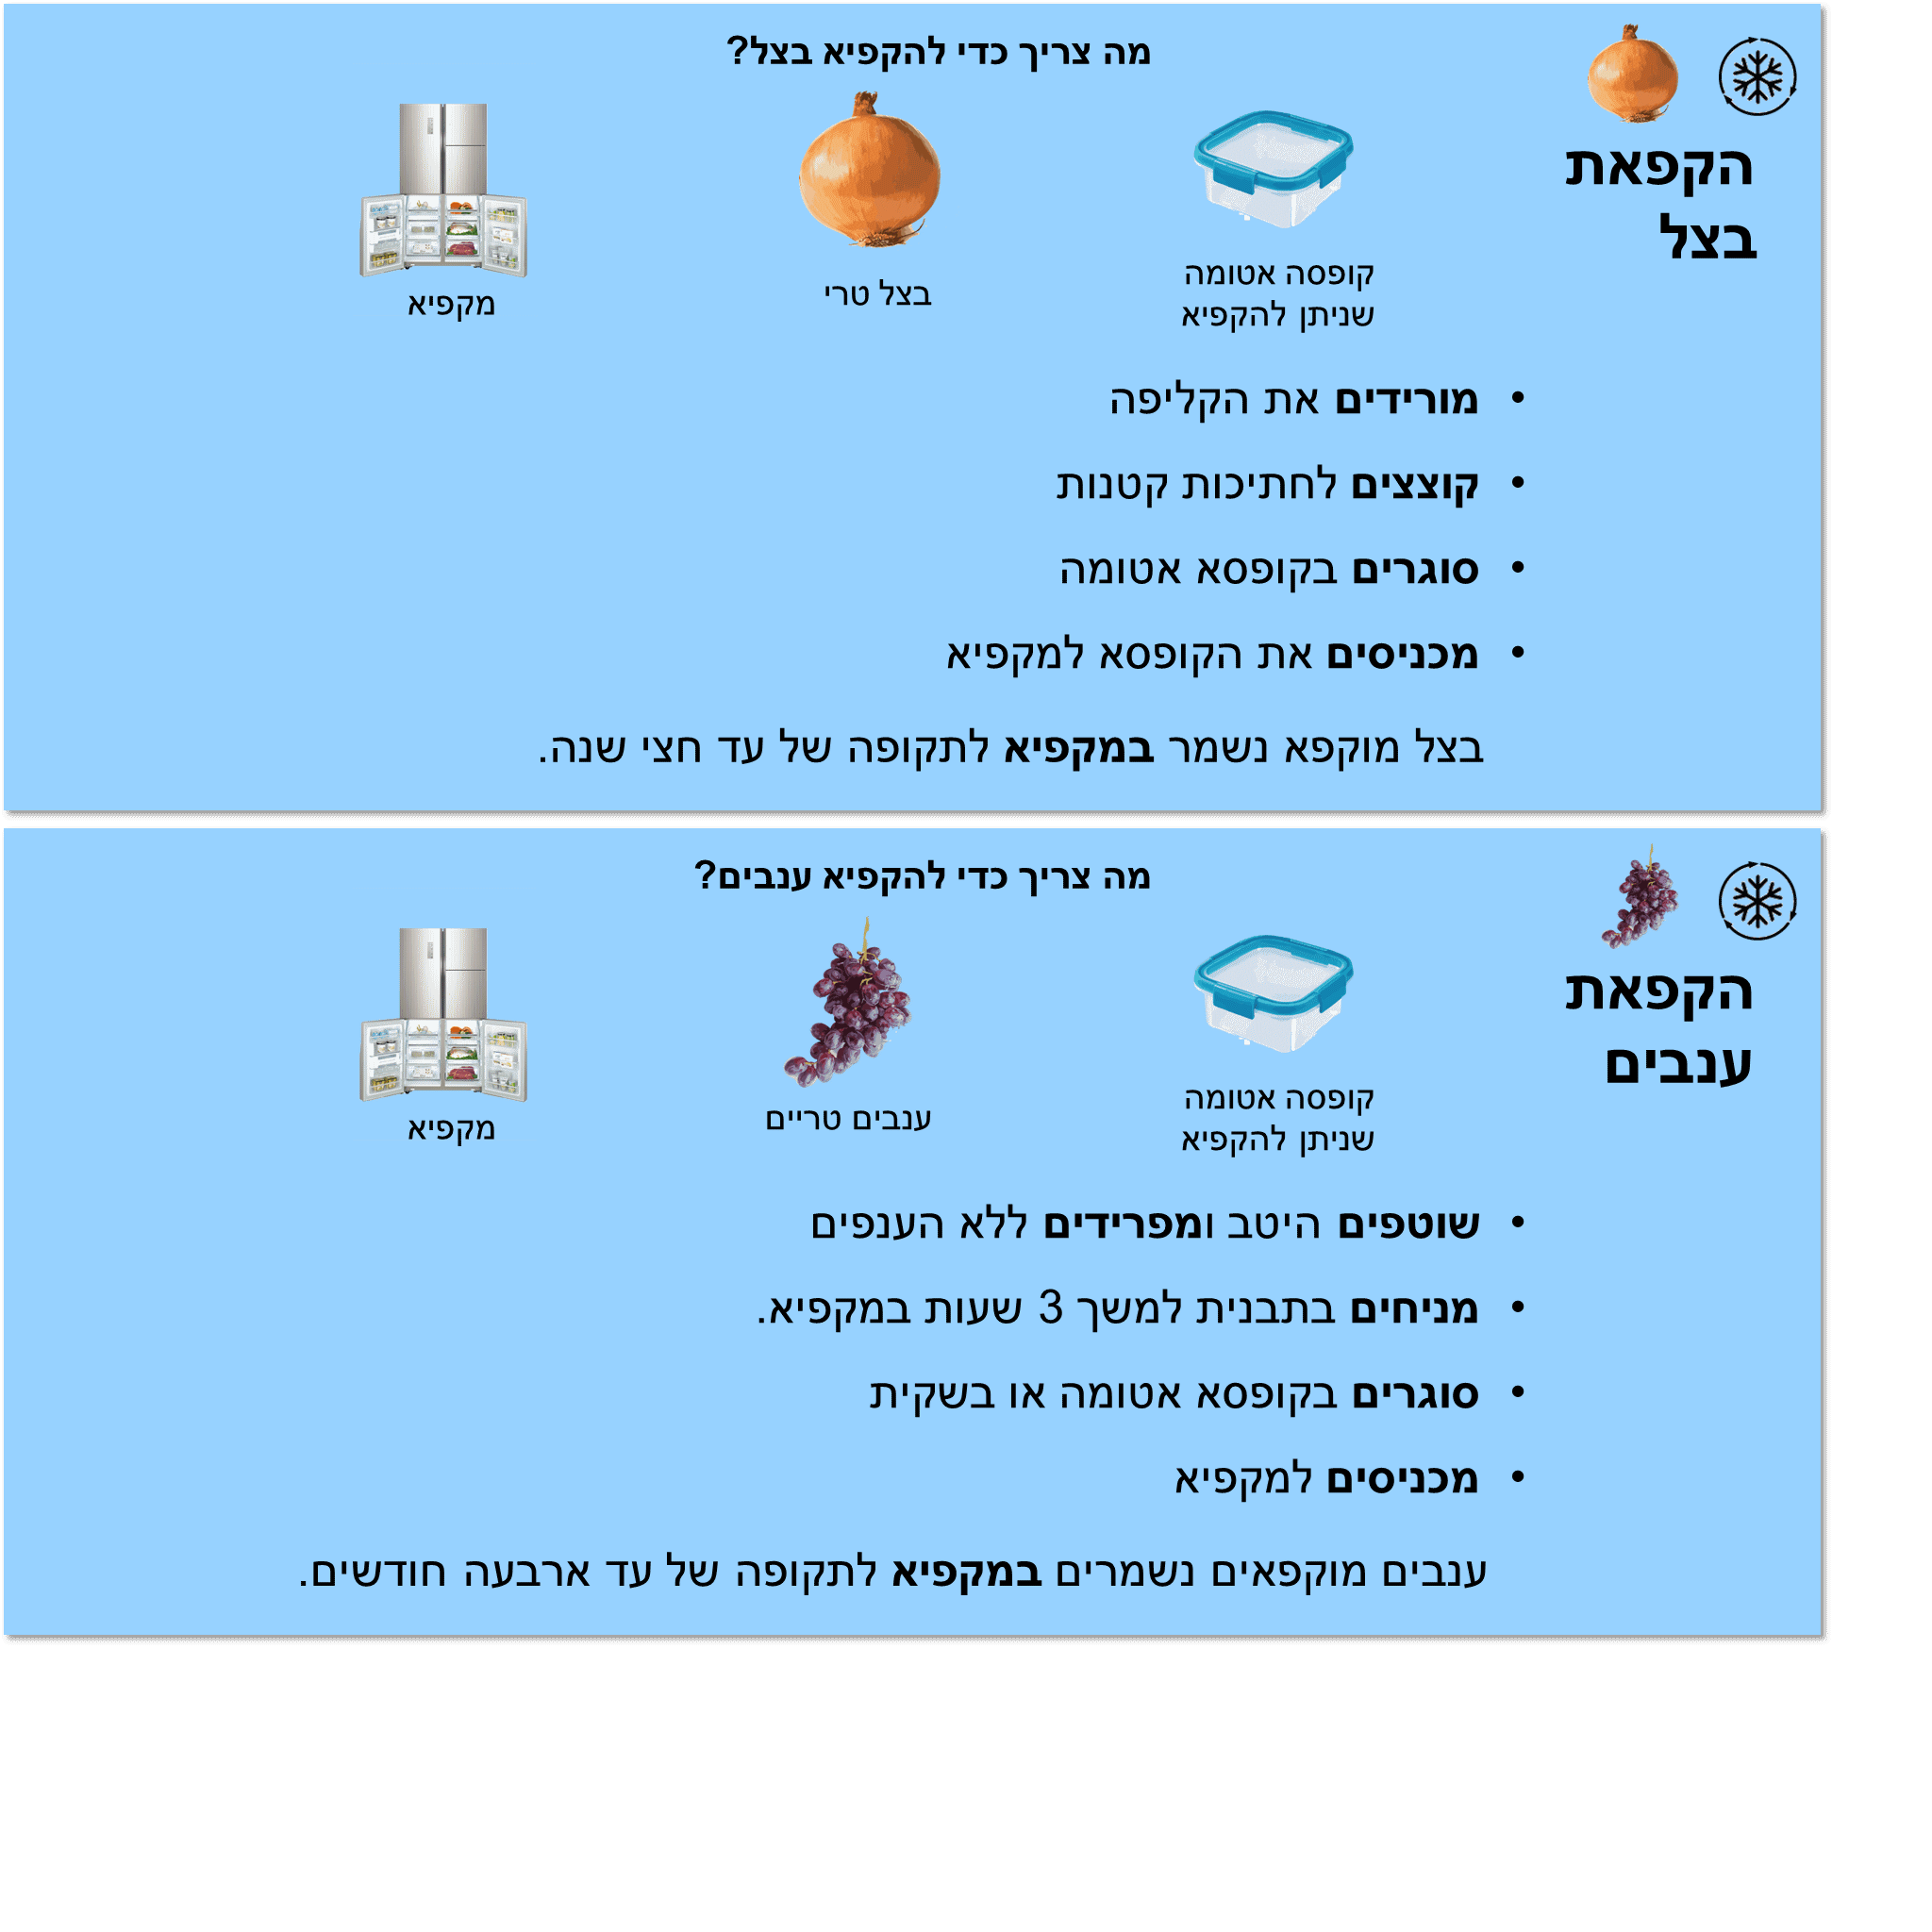 הקפאת
בצל
מה צריך כדי להקפיא בצל?
קופסה אטומה
שניתן להקפיא
בצל טרי
מקפיא
• מורידים את הקליפה
• קוצצים לחתיכות קטנות
• סוגרים בקופסא אטומה
• מכניסים את הקופסא למקפיא
בצל מוקפא נשמר במקפיא לתקופה של עד חצי שנה.
הקפאת
ענבים
מה צריך כדי להקפיא ענבים?
קופסה אטומה
שניתן להקפיא
ענבים טריים
מקפיא
• שוטפים היטב ומפרידים ללא הענפים
• מניחים בתבנית למשך 3 שעות במקפיא.
• סוגרים בקופסא אטומה או בשקית
• מכניסים למקפיא
ענבים מוקפאים נשמרים במקפיא לתקופה של עד ארבעה חודשים.